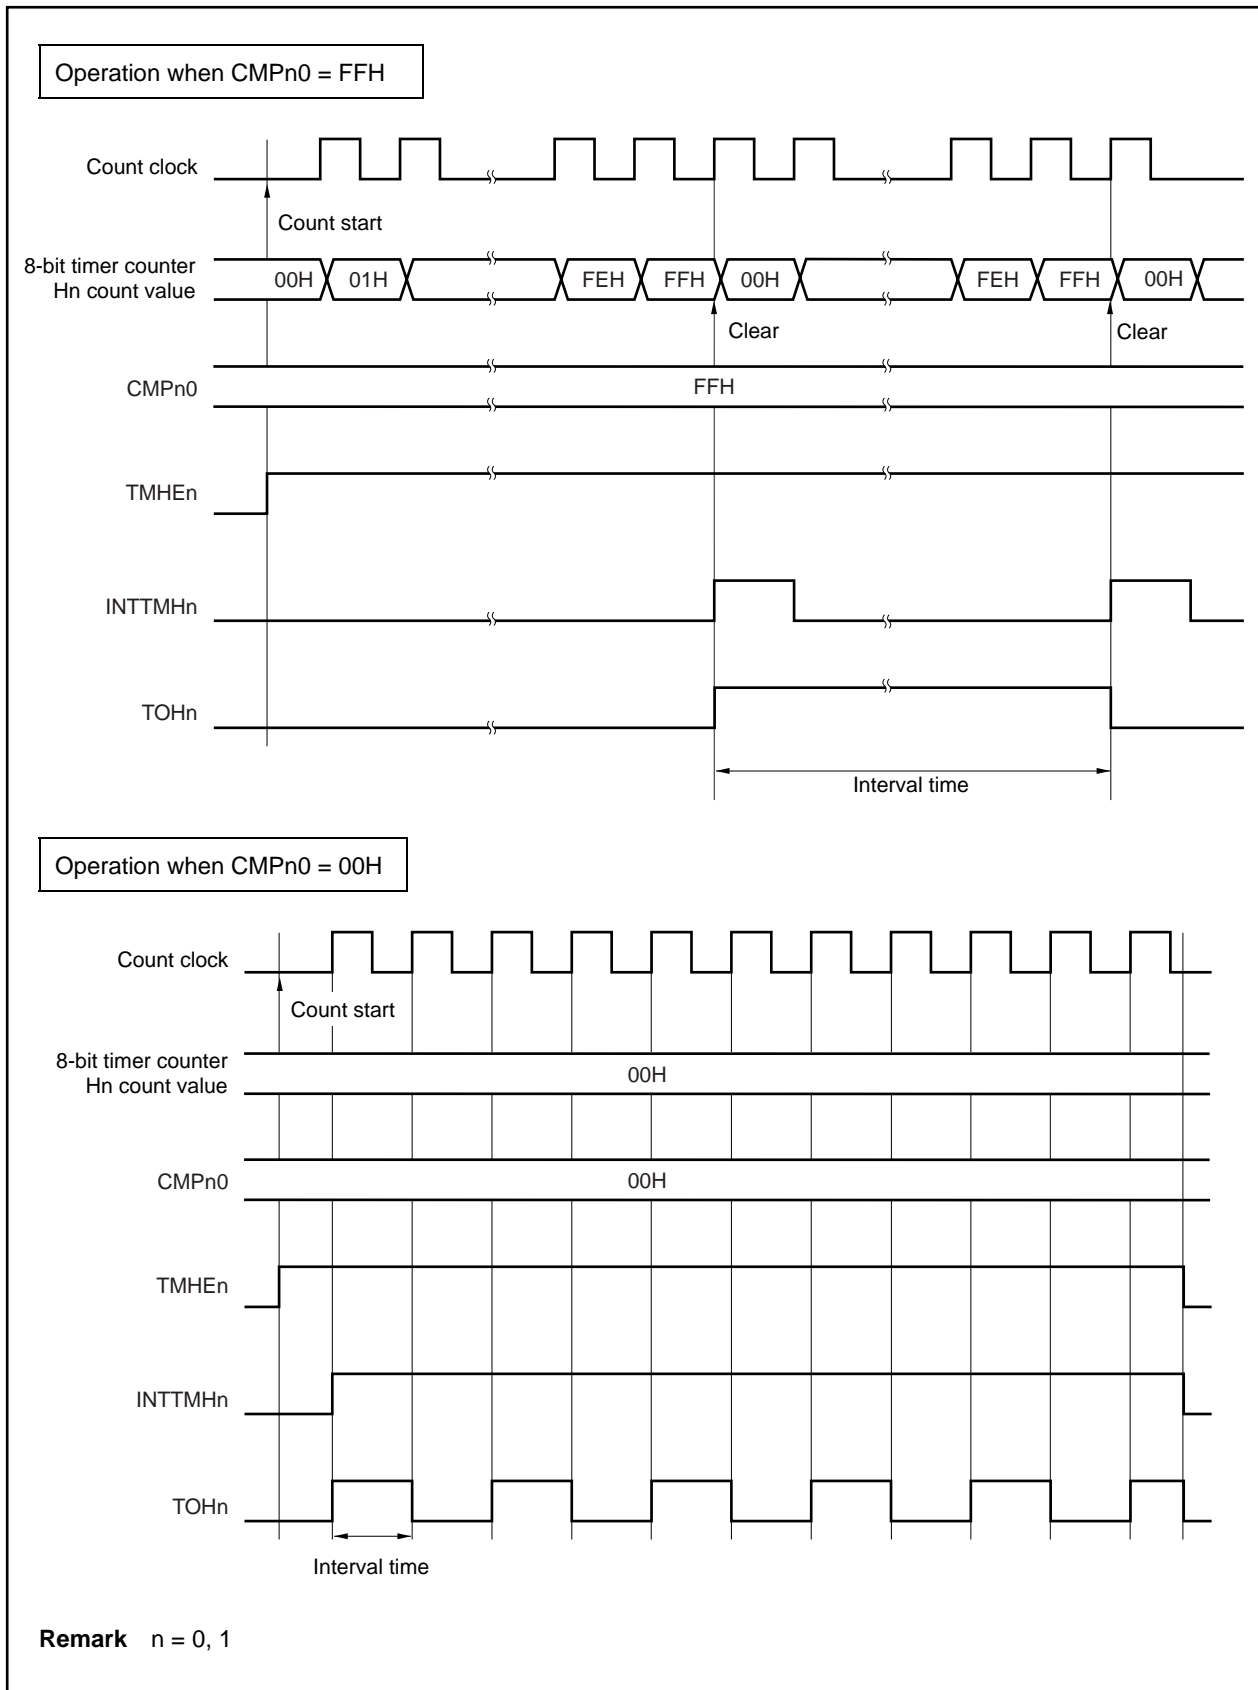 Operation when CMPn0 = FFH
Count clock
Count start
8-bit timer counter
Hn count value
00H 01H FEH FFH 00H FEH FFH 00H
Clear Clear
CMPn0 FFH
TMHEn
INTTMHn
TOHn
Interval time
Operation when CMPn0 = 00H
Count clock
Count start
8-bit timer counter
Hn count value
00H
CMPn0 00H
TMHEn
INTTMHn
TOHn
Interval time
Remark n = 0, 1